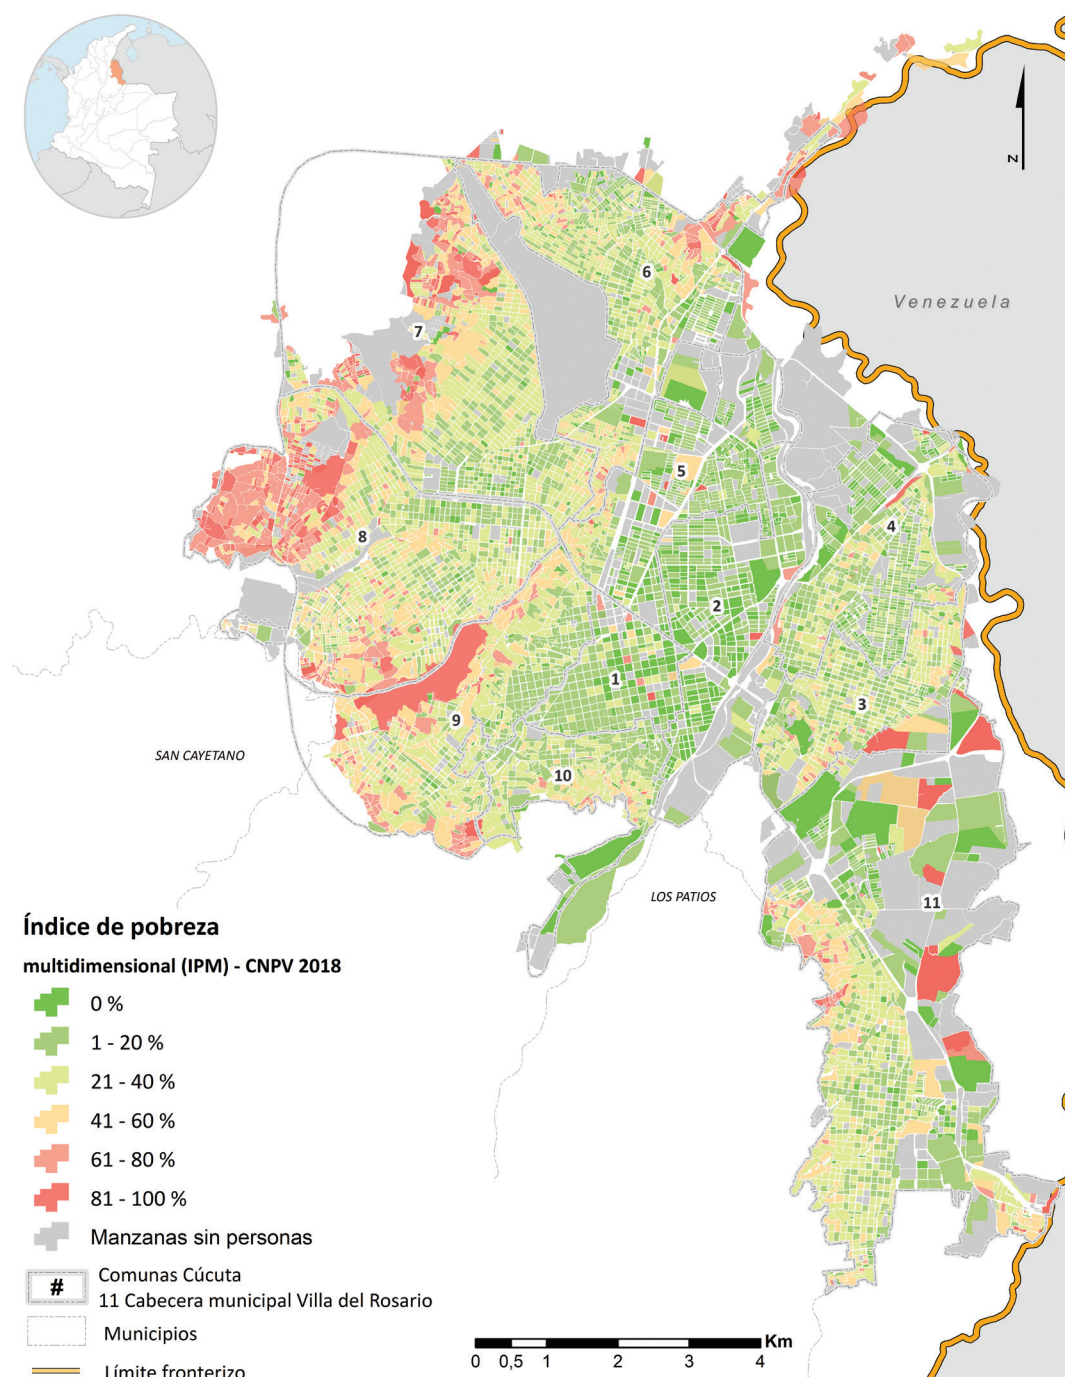 N
Venezuela
6
7
5
4
8
2
1
3
9
SAN CAYETANO
10
LOS PATIOS
11
Índice de pobreza
multidimensional (IPM) - CNPV 2018
0 %
1 - 20 %
21 - 40 %
41 - 60 %
61 - 80 %
81 - 100 %
Manzanas sin personas
# Comunas Cúcuta
11 Cabecera municipal Villa del Rosario
Municipios
Límite fronterizo
Km
0 0,5 1 2 3 4